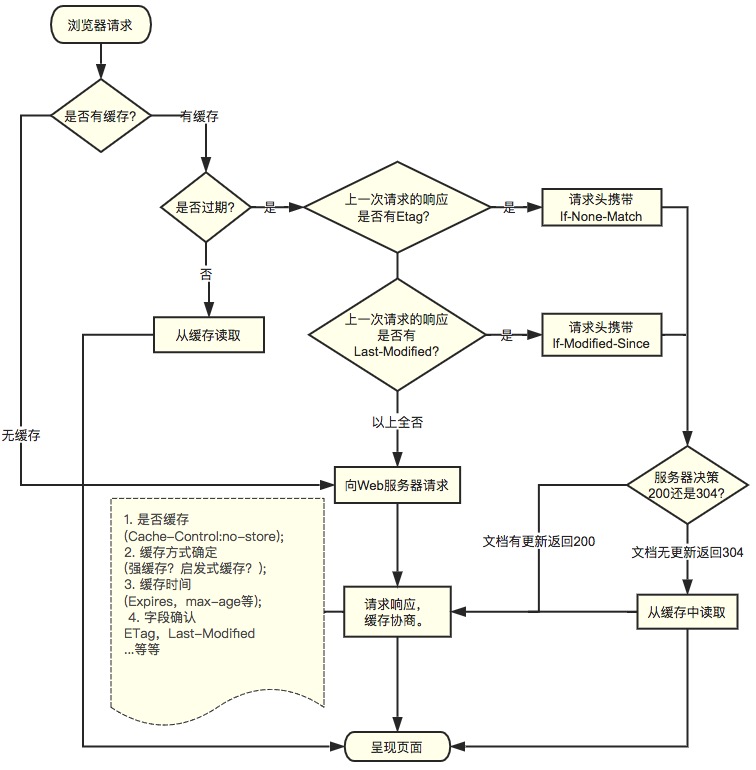 浏览器请求
是否有缓存?
有缓存
是否过期?
是
上一次请求的响应
是否有Etag?
是
请求头携带
If-None-Match
否
从缓存读取
上一次请求的响应
是否有
Last-Modified?
是
请求头携带
If-Modified-Since
无缓存
以上全否
向Web服务器请求
服务器决策
200还是304?
1. 是否缓存
(Cache-Control:no-store);
2. 缓存方式确定
(强缓存？启发式缓存？);
3. 缓存时间
(Expires，max-age等);
4. 字段确认
ETag，Last-Modified
...等等
文档有更新返回200
文档无更新返回304
请求响应，
缓存协商。
从缓存中读取
呈现页面